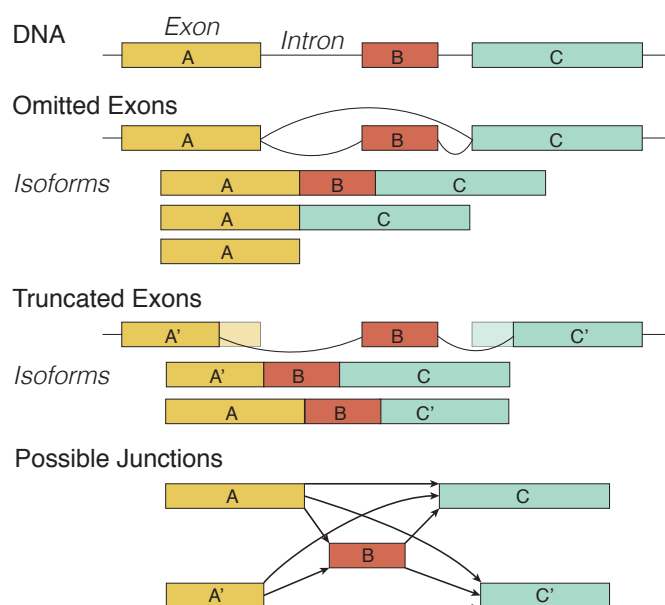 DNA
Exon
Intron
A
B
C
Omitted Exons
A
B
C
Isoforms
A
B
C
A
C
A
Truncated Exons
A'
B
C'
Isoforms
A'
B
C
A
B
C'
Possible Junctions
A
C
B
A'
C'